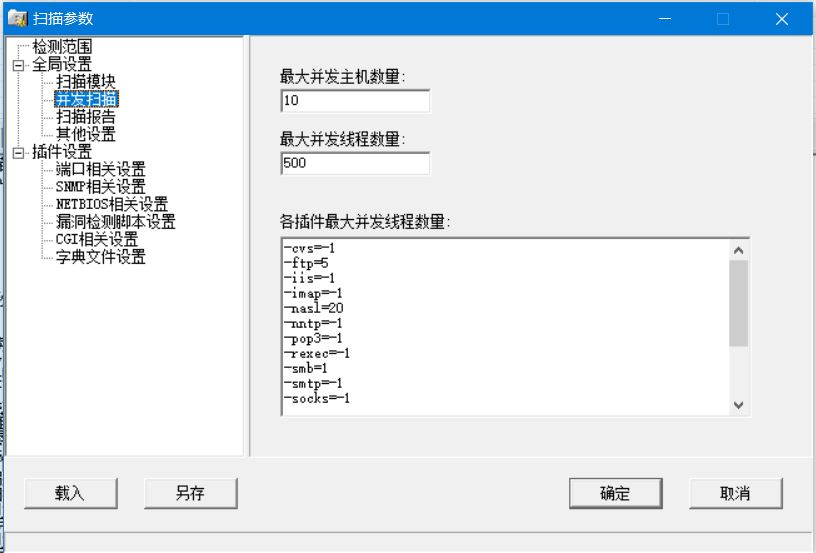 扫描参数
检测范围
全局设置
扫描模块
并发扫描
扫描报告
其他设置
插件设置
端口相关设置
SNMP相关设置
NETBIOS相关设置
漏洞检测脚本设置
CGI相关设置
字典文件设置
最大并发主机数量:
10
最大并发线程数量:
500
各插件最大并发线程数量:
-cvs=-1
-ftp=5
-iis=-1
-imap=-1
-nasl=20
-nntp=-1
-pop3=-1
-rexec=-1
-smb=1
-smtp=-1
-socks=-1
载入
另存
确定
取消